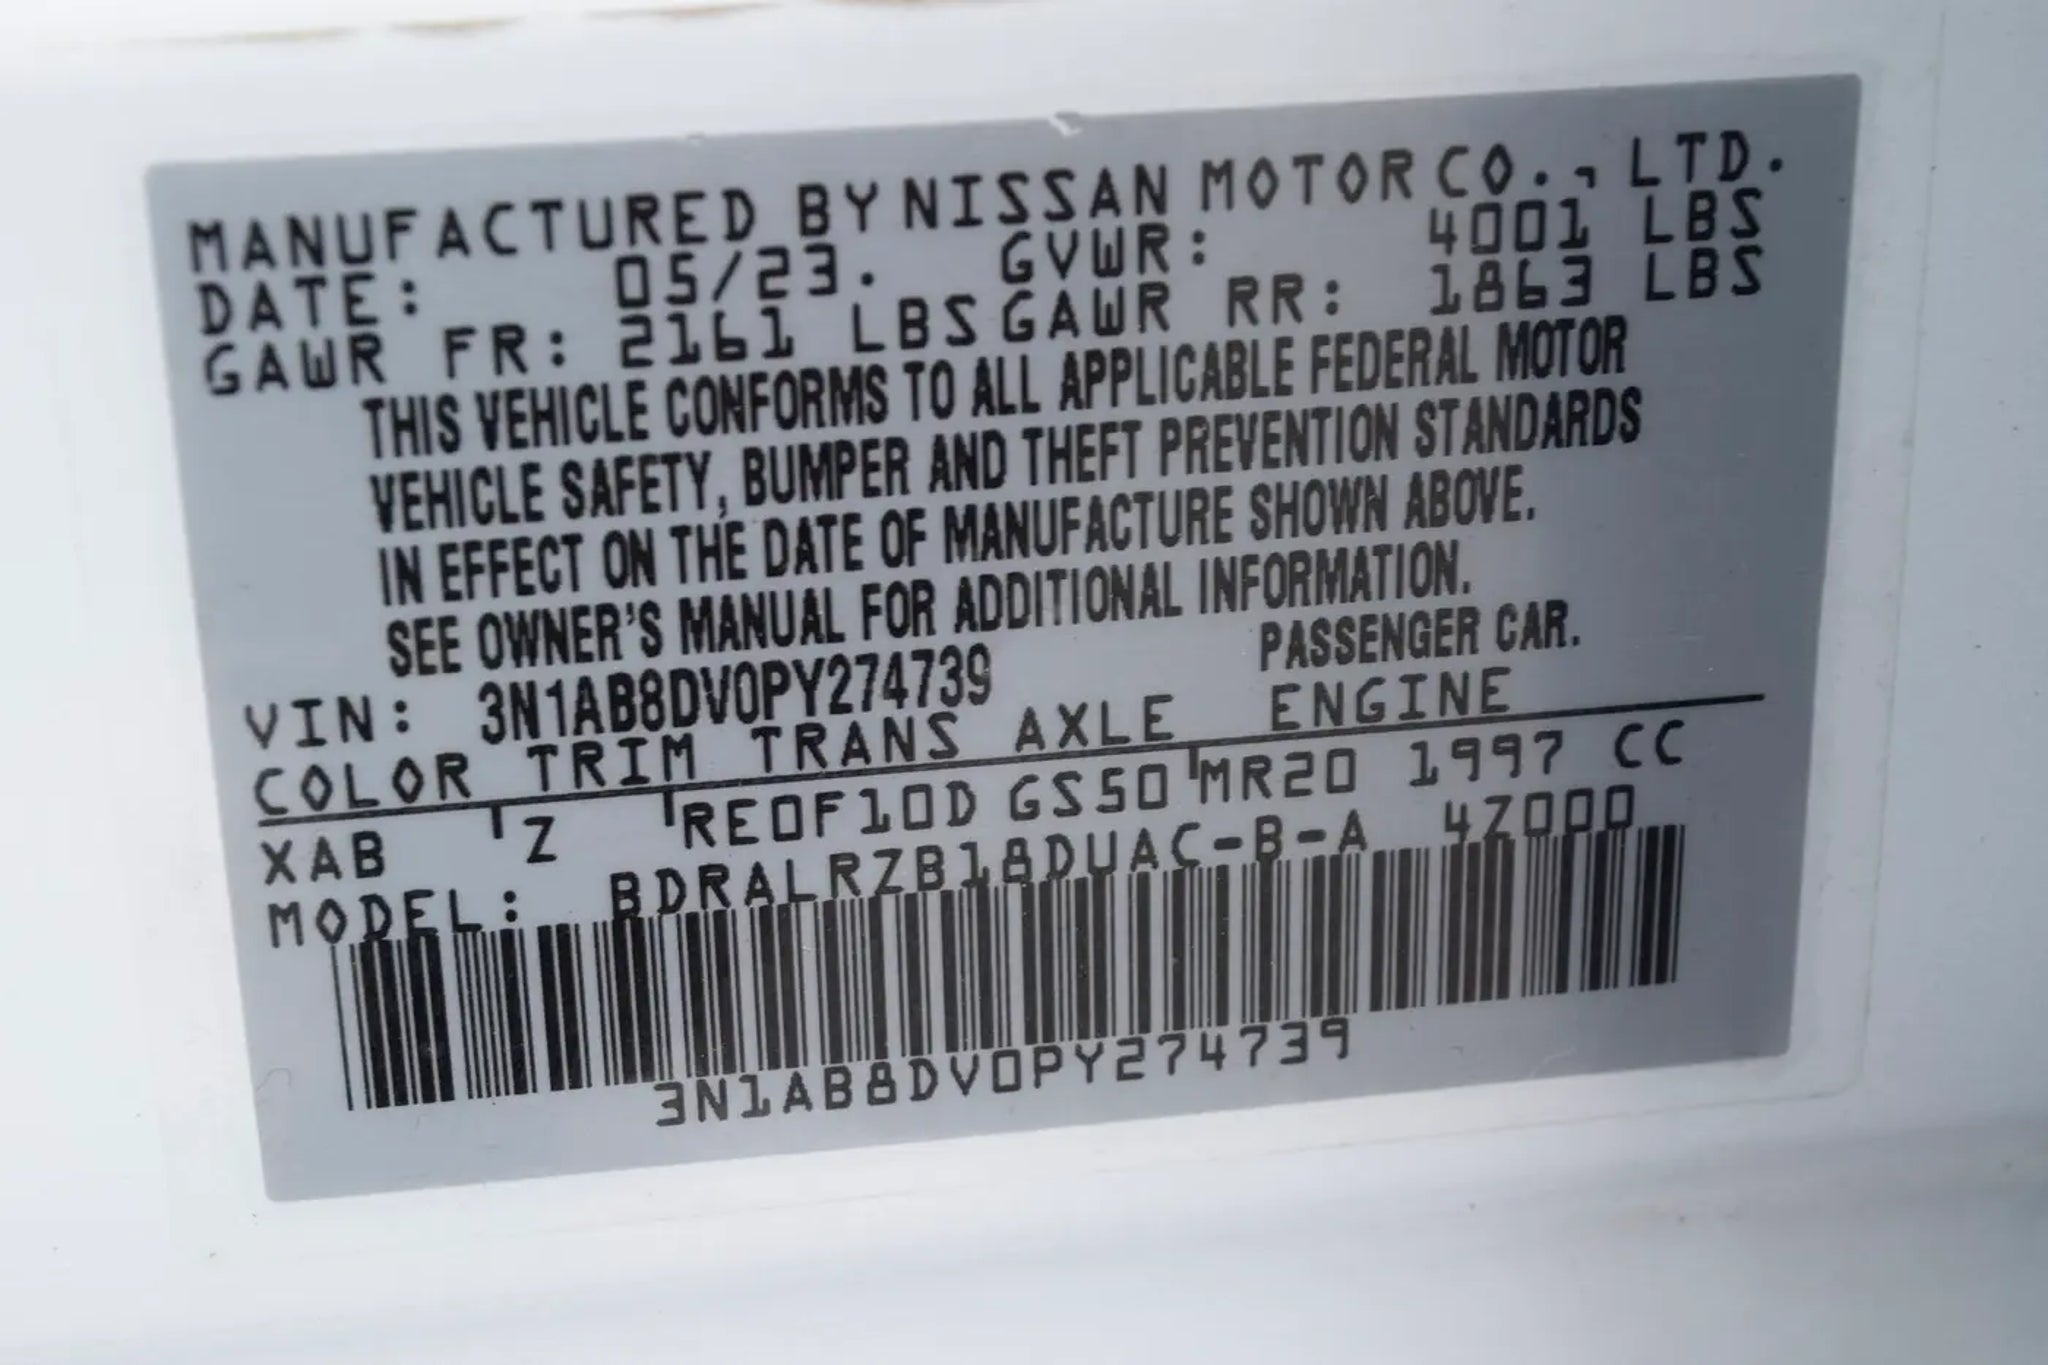 MANUFACTURED BY NISSAN MOTOR CO., LTD.
DATE: 05/23. GVWR: 4001 LBS
GAWR FR: 2161 LBS GAWR RR: 1863 LBS
THIS VEHICLE CONFORMS TO ALL APPLICABLE FEDERAL MOTOR
VEHICLE SAFETY, BUMPER AND THEFT PREVENTION STANDARDS
IN EFFECT ON THE DATE OF MANUFACTURE SHOWN ABOVE.
SEE OWNER'S MANUAL FOR ADDITIONAL INFORMATION.
VIN: 3N1AB8DV0PY274739 PASSENGER CAR.
COLOR TRIM TRANS AXLE ENGINE
XAB Z RE0F10D GS50 MR20 1997 CC
MODEL: BDRALRZB18DUAC-B-A 4Z000
3N1AB8DV0PY274739